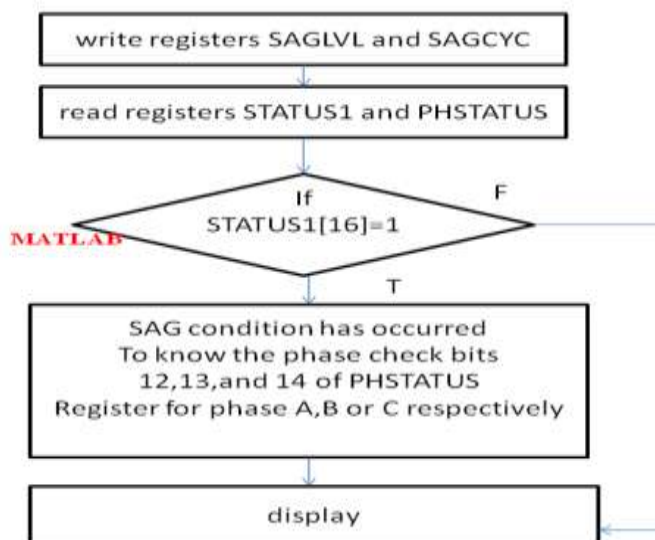 write registers SAGLVL and SAGCYC
read registers STATUS1 and PHSTATUS
If
F
STATUS1[16]=1
MATLAB
T
SAG condition has occurred
To know the phase check bits
12,13,and 14 of PHSTATUS
Register for phase A,B or C respectively
display